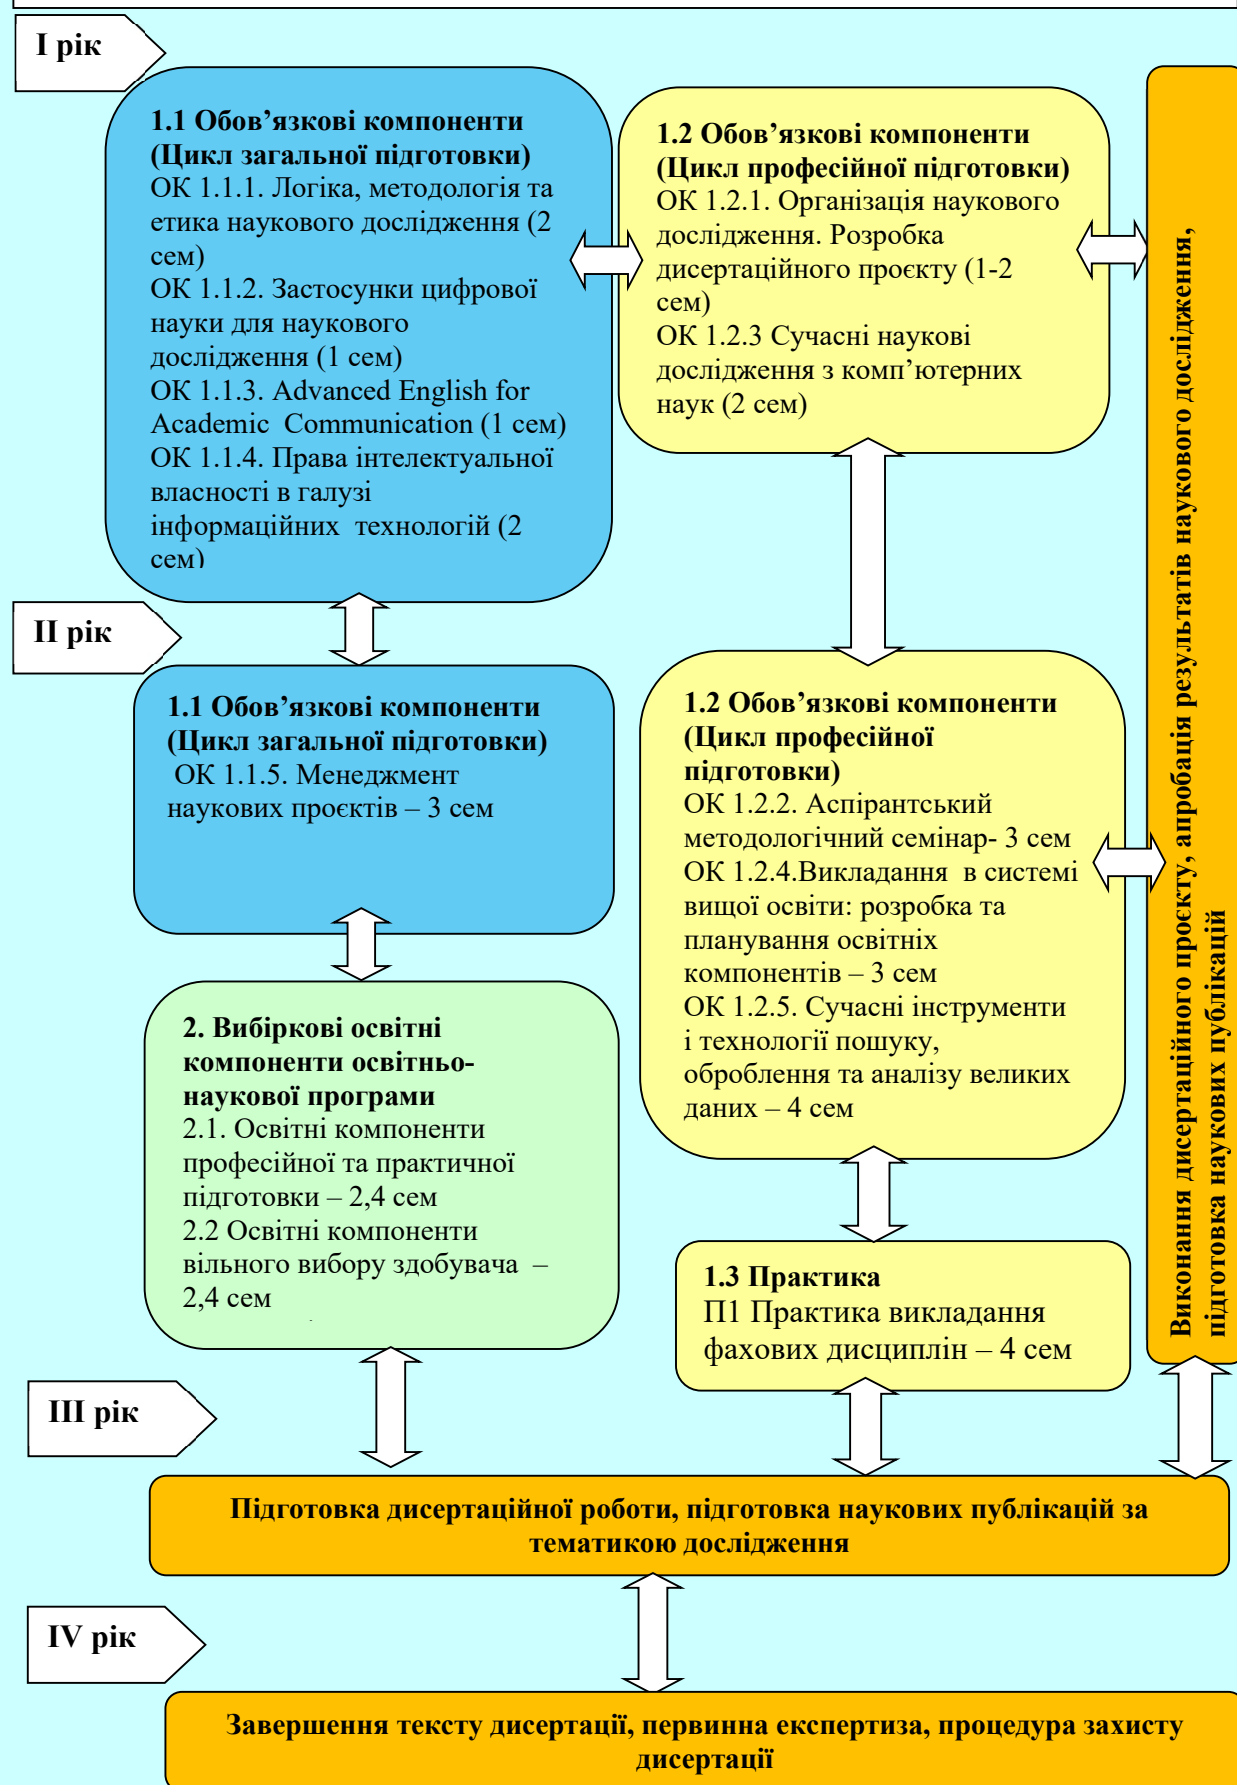 I рік
1.1 Обов’язкові компоненти
(Цикл загальної підготовки)
ОК 1.1.1. Логіка, методологія та
етика наукового дослідження (2
сем)
ОК 1.1.2. Застосунки цифрової
науки для наукового
дослідження (1 сем)
ОК 1.1.3. Advanced English for
Academic Communication (1 сем)
ОК 1.1.4. Права інтелектуальної
власності в галузі
інформаційних технологій (2
сем)
1.2 Обов’язкові компоненти
(Цикл професійної підготовки)
ОК 1.2.1. Організація наукового
дослідження. Розробка
дисертаційного проєкту (1-2
сем)
ОК 1.2.3 Сучасні наукові
дослідження з комп’ютерних
наук (2 сем)
Виконання дисертаційного проєкту, апробація результатів наукового дослідження,
підготовка наукових публікацій
II рік
1.1 Обов’язкові компоненти
(Цикл загальної підготовки)
ОК 1.1.5. Менеджмент
наукових проєктів – 3 сем
1.2 Обов’язкові компоненти
(Цикл професійної
підготовки)
ОК 1.2.2. Аспірантський
методологічний семінар- 3 сем
ОК 1.2.4.Викладання в системі
вищої освіти: розробка та
планування освітніх
компонентів – 3 сем
ОК 1.2.5. Сучасні інструменти
і технології пошуку,
оброблення та аналізу великих
даних – 4 сем
2. Вибіркові освітні
компоненти освітньо-
наукової програми
2.1. Освітні компоненти
професійної та практичної
підготовки – 2,4 сем
2.2 Освітні компоненти
вільного вибору здобувача –
2,4 сем
1.3 Практика
П1 Практика викладання
фахових дисциплін – 4 сем
III рік
Підготовка дисертаційної роботи, підготовка наукових публікацій за
тематикою дослідження
IV рік
Завершення тексту дисертації, первинна експертиза, процедура захисту
дисертації